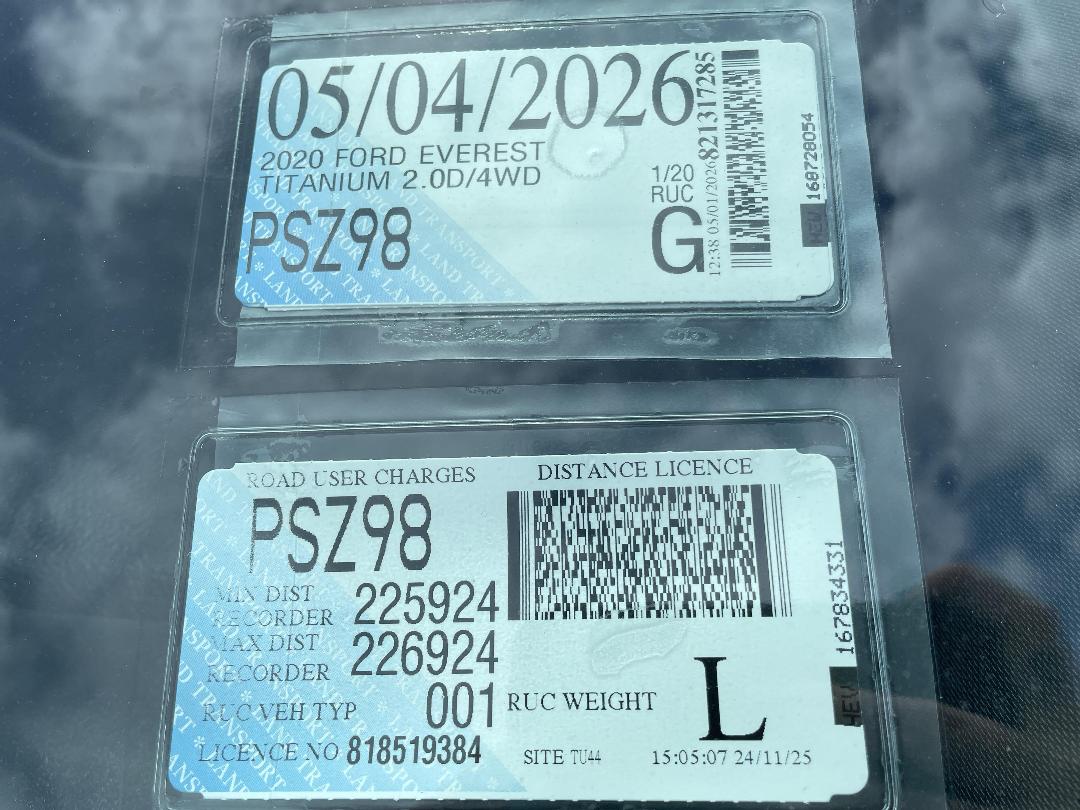 05/04/2026
2020 FORD EVEREST
TITANIUM 2.0D/4WD
PSZ98
1/20
RUC
G
12:38 05/01/2026 821317285
168728054
ROAD USER CHARGES
DISTANCE LICENCE
PSZ98
MIN DIST
RECORDER 225924
MAX DIST
RECORDER 226924
RUC VEH TYP 001
RUC WEIGHT L
LICENCE NO 818519384
SITE TU44
15:05:07 24/11/25
167834331